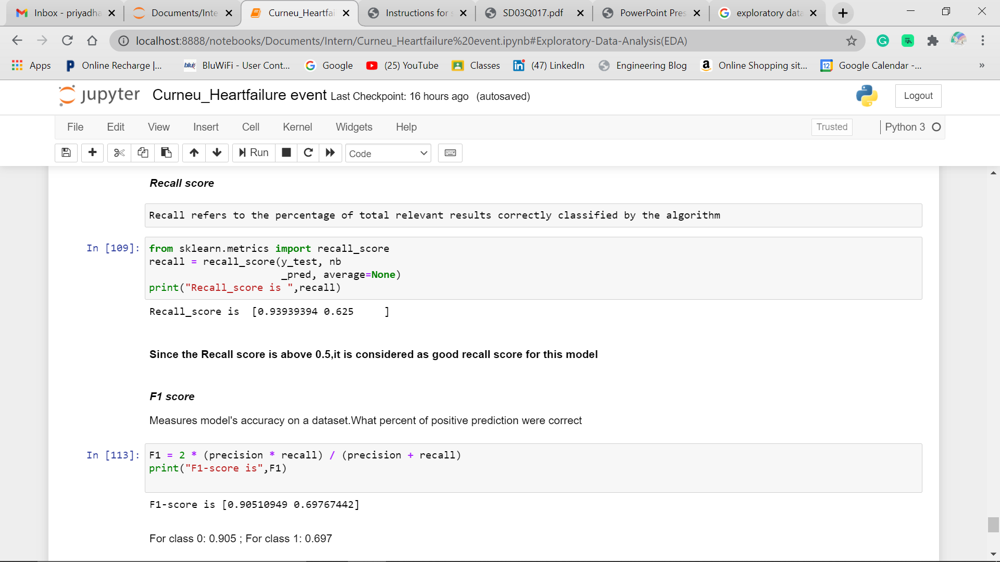 Inbox - priyadha
Documents/Inte
Curneu_Heartfai
Instructions for s
SD03Q017.pdf
PowerPoint Pres
exploratory data
localhost:8888/notebooks/Documents/Intern/Curneu_Heartfailure%20event.ipynb#Exploratory-Data-Analysis(EDA)
Apps
Online Recharge |...
blu BluWiFi - User Cont...
Google
(25) YouTube
Classes
(47) LinkedIn
Engineering Blog
Online Shopping sit...
12 Google Calendar -...
jupyter Curneu_Heartfailure event Last Checkpoint: 16 hours ago (autosaved)
Logout
File Edit View Insert Cell Kernel Widgets Help
Trusted
Python 3
Run
Code
Recall score
Recall refers to the percentage of total relevant results correctly classified by the algorithm
In [109]: from sklearn.metrics import recall_score
recall = recall_score(y_test, nb
_pred, average=None)
print("Recall_score is ",recall)
Recall_score is [0.93939394 0.625 ]
Since the Recall score is above 0.5,it is considered as good recall score for this model
F1 score
Measures model's accuracy on a dataset.What percent of positive prediction were correct
In [113]: F1 = 2 * (precision * recall) / (precision + recall)
print("F1-score is",F1)
F1-score is [0.90510949 0.69767442]
For class 0: 0.905 ; For class 1: 0.697